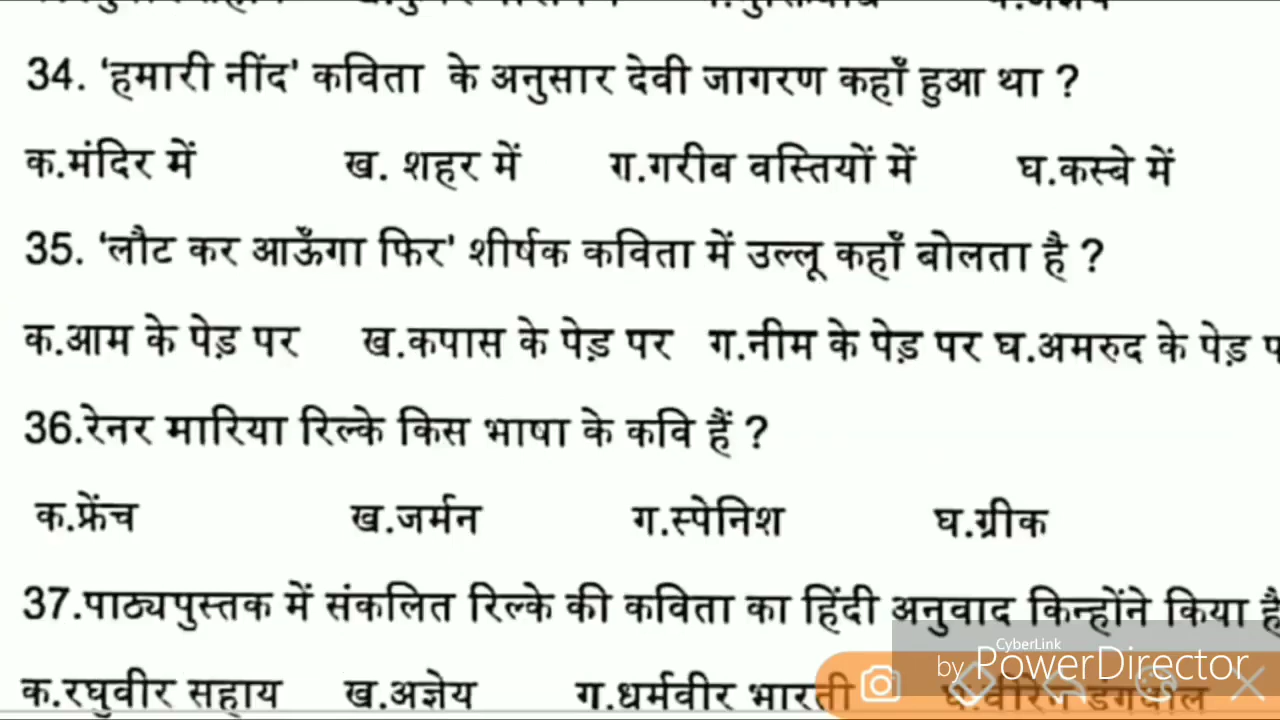 34. 'हमारी नींद' कविता के अनुसार देवी जागरण कहाँ हुआ था ?
क.मंदिर में ख. शहर में ग.गरीब वस्तियों में घ.कस्बे में
35. 'लौट कर आऊँगा फिर' शीर्षक कविता में उल्लू कहाँ बोलता है ?
क.आम के पेड़ पर ख.कपास के पेड़ पर ग.नीम के पेड़ पर घ.अमरुद के पेड़ प
36.रेनर मारिया रिल्के किस भाषा के कवि हैं ?
क.फ्रेंच ख.जर्मन ग.स्पेनिश घ.ग्रीक
37.पाठ्यपुस्तक में संकलित रिल्के की कविता का हिंदी अनुवाद किन्होंने किया है
CyberLink
by PowerDirector
क.रघुवीर सहाय ख.अज्ञेय ग.धर्मवीर भारती